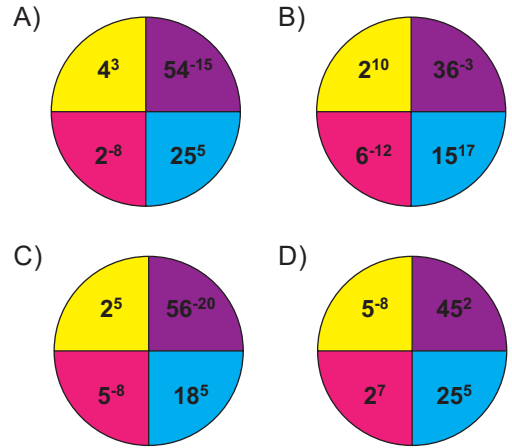 A)
4³ 54⁻¹⁵
2⁻⁸ 25⁵
B)
2¹⁰ 36⁻³
6⁻¹² 15¹⁷
C)
2⁵ 56⁻²⁰
5⁻⁸ 18⁵
D)
5⁻⁸ 45²
2⁷ 25⁵